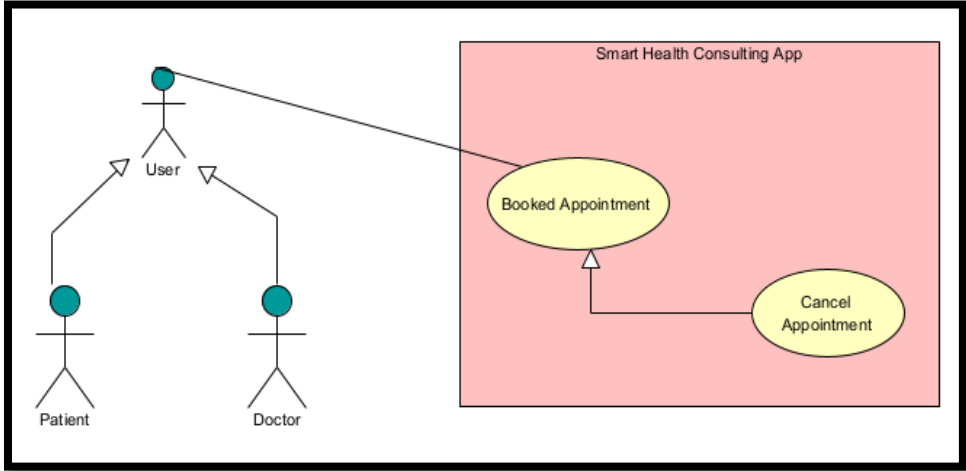 Smart Health Consulting App
User
Booked Appointment
Cancel
Appointment
Patient
Doctor